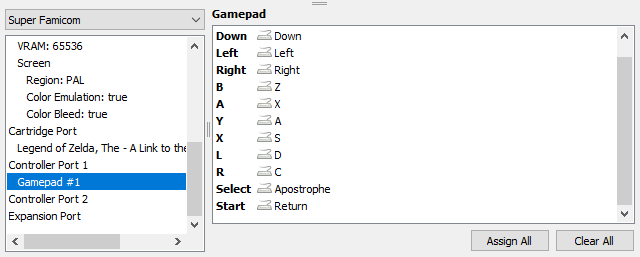 Super Famicom
VRAM: 65536
Screen
Region: PAL
Color Emulation: true
Color Bleed: true
Cartridge Port
Legend of Zelda, The - A Link to the
Controller Port 1
Gamepad #1
Controller Port 2
Expansion Port
Gamepad
Down Down
Left Left
Right Right
B Z
A X
Y A
X S
L D
R C
Select Apostrophe
Start Return
Assign All Clear All